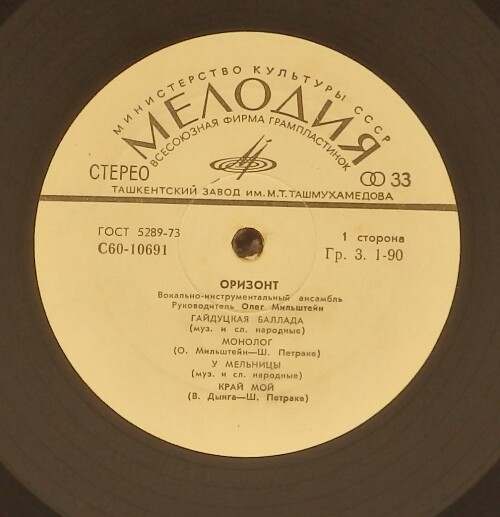 МИНИСТЕРСТВО КУЛЬТУРЫ СССР
МЕЛОДИЯ
ВСЕСОЮЗНАЯ ФИРМА ГРАМПЛАСТИНОК
СТЕРЕО
33
ТАШКЕНТСКИЙ ЗАВОД ИМ. М.Т. ТАШМУХАМЕДОВА
ГОСТ 5289-73
1 сторона
С60-10691
Гр. 3. 1-90
ОРИЗОНТ
Вокально-инструментальный ансамбль
Руководитель Олег Мильштейн
ГАЙДУЦКАЯ БАЛЛАДА
(муз. и сл. народные)
МОНОЛОГ
(О. Мильштейн—Ш. Петраке)
У МЕЛЬНИЦЫ
(муз. и сл. народные)
КРАЙ МОЙ
(В. Дынга—Ш. Петраке)